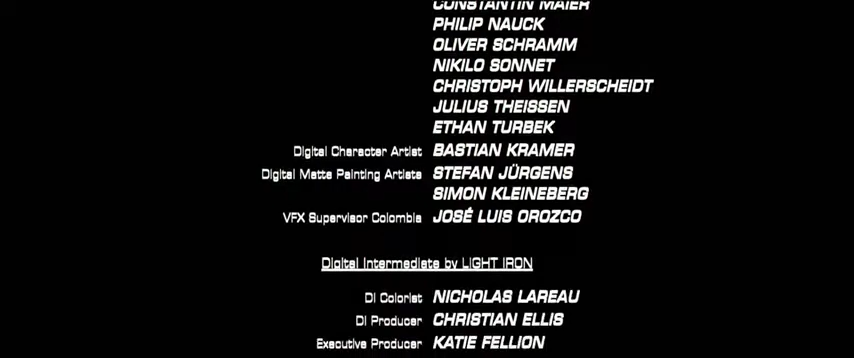 CONSTANTIN MAIER
PHILIP NAUCK
OLIVER SCHRAMM
NIKILO SONNET
CHRISTOPH WILLERSCHEIDT
JULIUS THEISSEN
ETHAN TURBEK
Digital Character Artist BASTIAN KRAMER
Digital Matte Painting Artists STEFAN JÜRGENS
SIMON KLEINEBERG
VFX Supervisor Colombia JOSÉ LUIS OROZCO
Digital Intermediate by LIGHT IRON
DI Colorist NICHOLAS LAREAU
DI Producer CHRISTIAN ELLIS
Executive Producer KATIE FELLION